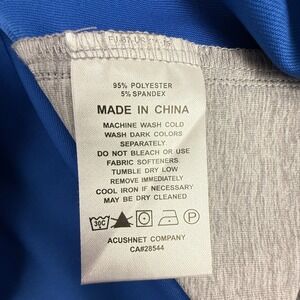 95% POLYESTER
5% SPANDEX
MADE IN CHINA
MACHINE WASH COLD
WASH DARK COLORS
SEPARATELY
DO NOT BLEACH OR USE
FABRIC SOFTENERS
TUMBLE DRY LOW
REMOVE IMMEDIATELY
COOL IRON IF NECESSARY
MAY BE DRY CLEANED
30C P
ACUSHNET COMPANY
CA#28544